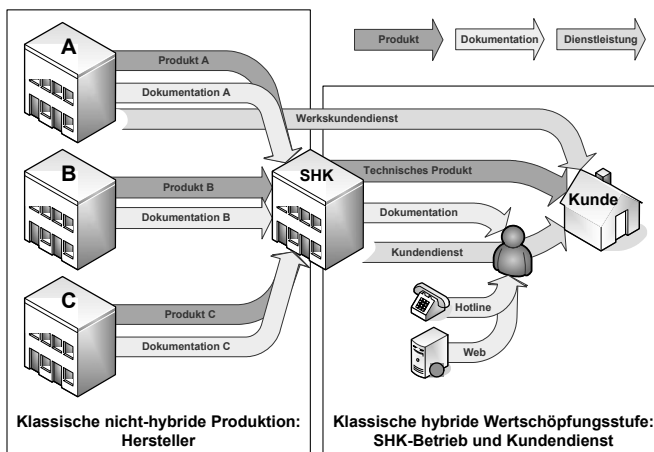 Produkt
Dokumentation
Dienstleistung
A
Produkt A
Dokumentation A
Werkskundendienst
B
Produkt B
Dokumentation B
SHK
Technisches Produkt
Kunde
Dokumentation
Kundendienst
C
Produkt C
Dokumentation C
Hotline
Web
Klassische nicht-hybride Produktion:
Hersteller
Klassische hybride Wertschöpfungsstufe:
SHK-Betrieb und Kundendienst